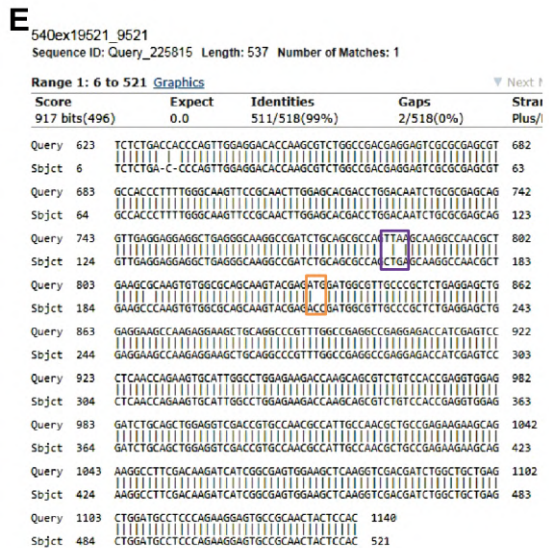 E
540ex19521_9521
Sequence ID: Query_225815 Length: 537 Number of Matches: 1
Range 1: 6 to 521 Graphics
Score Expect Identities Gaps
917 bits(496) 0.0 511/518(99%) 2/518(0%)
Query 623 TCTCTGACCACCCAGTTGGAGGACACCAAGCGTCTGGCCGACGAGGAGTCGCGCGAGCGT 682
Sbjct 6 TCTCTGA-C-CCCAGTTGGAGGACACCAAGCGTCTGGCCGACGAGGAGTCGCGCGAGCGT 63
Query 683 GCCACCCTTTTGGGCAAGTTCCGCAACTTGGAGCACGACCTGGACAATCTGCGCGAGCAG 742
Sbjct 64 GCCACCCTTTTGGGCAAGTTCCGCAACTTGGAGCACGACCTGGACAATCTGCGCGAGCAG 123
Query 743 GTTGAGGAGGAGGCTGAGGGCAAGGCCGATCTGCAGCGCCAGTTAAGCAAGGCCAACGCT 802
Sbjct 124 GTTGAGGAGGAGGCTGAGGGCAAGGCCGATCTGCAGCGCCAGCTGAGCAAGGCCAACGCT 183
Query 803 GAAGCGCAAGTGTGGCGCAGCAAGTACGAGATGGATGGCGTTGCCCGCTCTGAGGAGCTG 862
Sbjct 184 GAAGCCCAAGTGTGGCGCAGCAAGTACGAGACCGATGGCGTTGCCCGCTCTGAGGAGCTG 243
Query 863 GAGGAAGCCAAGAGGAAGCTGCAGGCCCGTTTGGCCGAGGCCGAGGAGACCATCGAGTCC 922
Sbjct 244 GAGGAAGCCAAGAGGAAGCTGCAGGCCCGTTTGGCCGAGGCCGAGGAGACCATCGAGTCC 303
Query 923 CTCAACCAGAAGTGCATTGGCCTGGAGAAGACCAAGCAGCGTCTGTCCACCGAGGTGGAG 982
Sbjct 304 CTCAACCAGAAGTGCATTGGCCTGGAGAAGACCAAGCAGCGTCTGTCCACCGAGGTGGAG 363
Query 983 GATCTGCAGCTGGAGGTCGACCGTGCCAACGCCATTGCCAACGCTGCCGAGAAGAAGCAG 1042
Sbjct 364 GATCTGCAGCTGGAGGTCGACCGTGCCAACGCCATTGCCAACGCTGCCGAGAAGAAGCAG 423
Query 1043 AAGGCCTTCGACAAGATCATCGGCGAGTGGAAGCTCAAGGTCGACGATCTGGCTGCTGAG 1102
Sbjct 424 AAGGCCTTCGACAAGATCATCGGCGAGTGGAAGCTCAAGGTCGACGATCTGGCTGCTGAG 483
Query 1103 CTGGATGCCTCCCAGAAGGAGTGCCGCAACTACTCCAC 1140
Sbjct 484 CTGGATGCCTCCCAGAAGGAGTGCCGCAACTACTCCAC 521